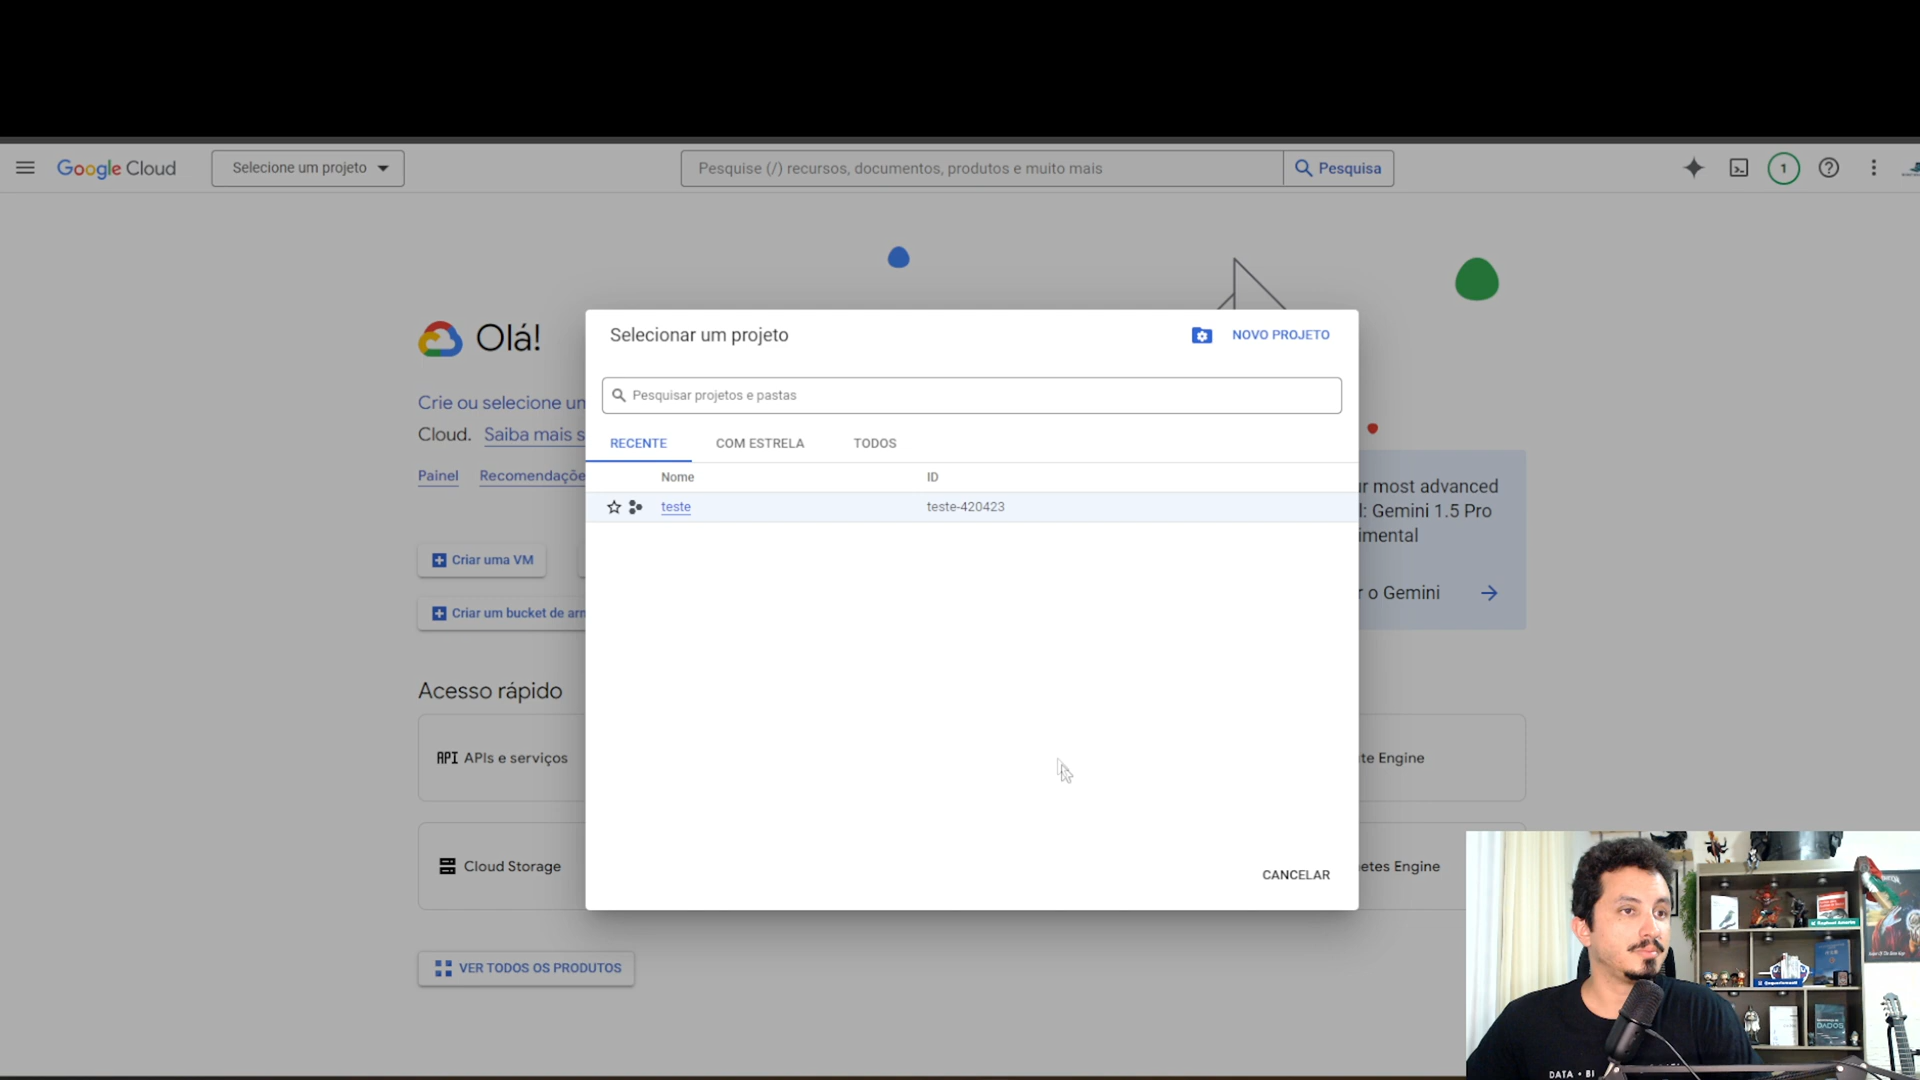 Google Cloud
Selecione um projeto
Pesquise (/) recursos, documentos, produtos e muito mais
Pesquisa
1
Olá!
Selecionar um projeto
NOVO PROJETO
Pesquisar projetos e pastas
Crie ou selecione un
Cloud. Saiba mais s
RECENTE
COM ESTRELA
TODOS
Painel
Recomendaçõe
Nome
ID
teste
teste-420423
r most advanced
l: Gemini 1.5 Pro
imental
r o Gemini
Criar uma VM
Criar um bucket de arm
Acesso rápido
API APIs e serviços
te Engine
Cloud Storage
etes Engine
CANCELAR
VER TODOS OS PRODUTOS
DADOS
DATA • BI